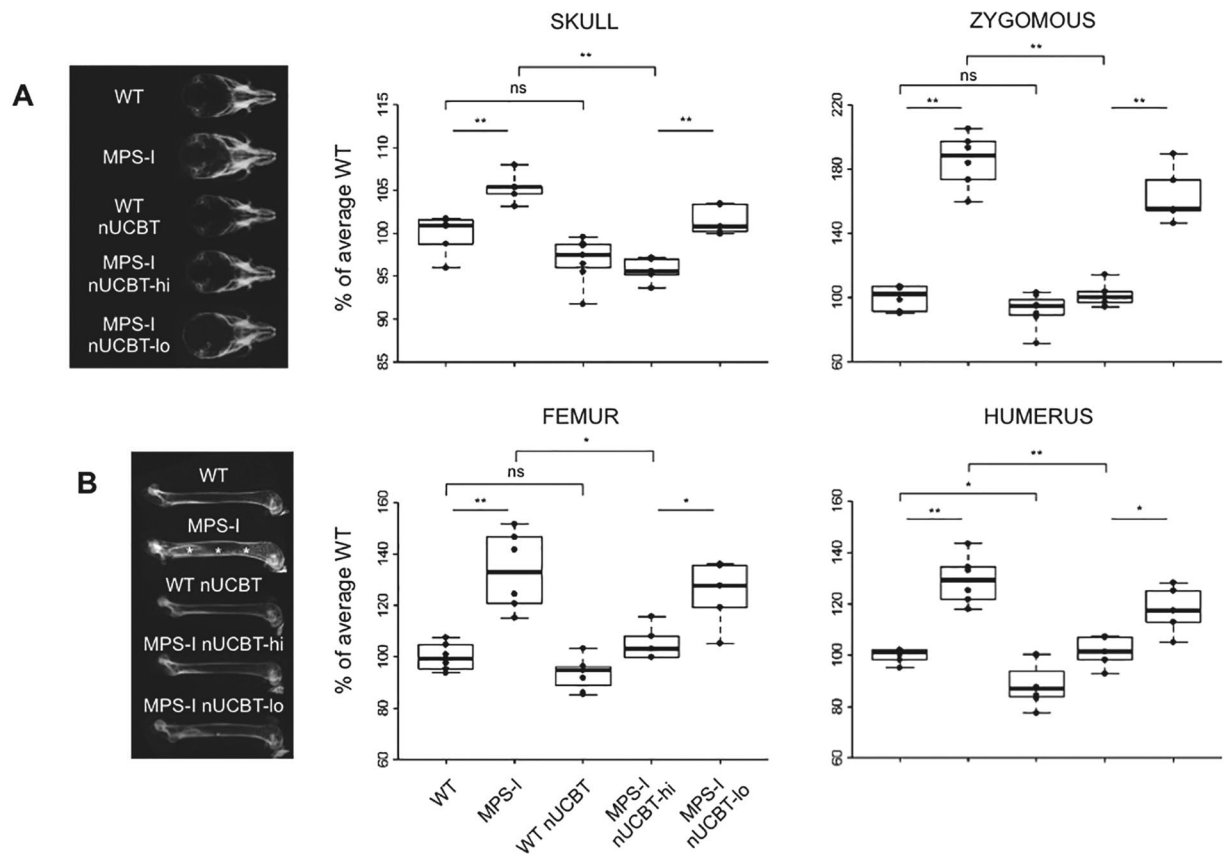 A
WT
MPS-I
WT
nUCBT
MPS-I
nUCBT-hi
MPS-I
nUCBT-lo
SKULL
% of average WT
115
110
105
100
95
90
85
**
ns
**
**
ZYGOMOUS
220
180
140
100
60
**
ns
**
**
B
WT
MPS-I
* * *
WT nUCBT
MPS-I nUCBT-hi
MPS-I nUCBT-lo
FEMUR
% of average WT
160
140
120
100
80
60
*
ns
**
*
WT
MPS-I
WT nUCBT
MPS-I
nUCBT-hi
MPS-I
nUCBT-lo
HUMERUS
160
140
120
100
80
60
**
*
**
*